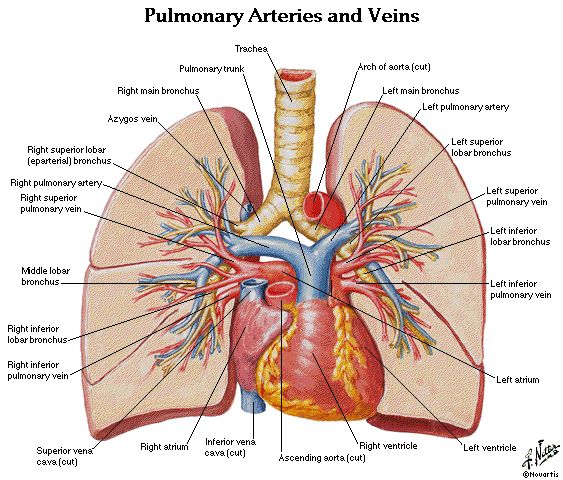 Pulmonary Arteries and Veins
Trachea
Pulmonary trunk
Arch of aorta (cut)
Right main bronchus
Left main bronchus
Left pulmonary artery
Azygos vein
Left superior
lobar bronchus
Right superior lobar
(eparterial) bronchus
Right pulmonary artery
Right superior
pulmonary vein
Left superior
pulmonary vein
Left inferior
lobar bronchus
Middle lobar
bronchus
Left inferior
pulmonary vein
Right inferior
lobar bronchus
Right inferior
pulmonary vein
Left atrium
Superior vena
cava (cut)
Right atrium
Inferior vena
cava (cut)
Ascending aorta (cut)
Right ventricle
Left ventricle
F. Netter
©Novartis